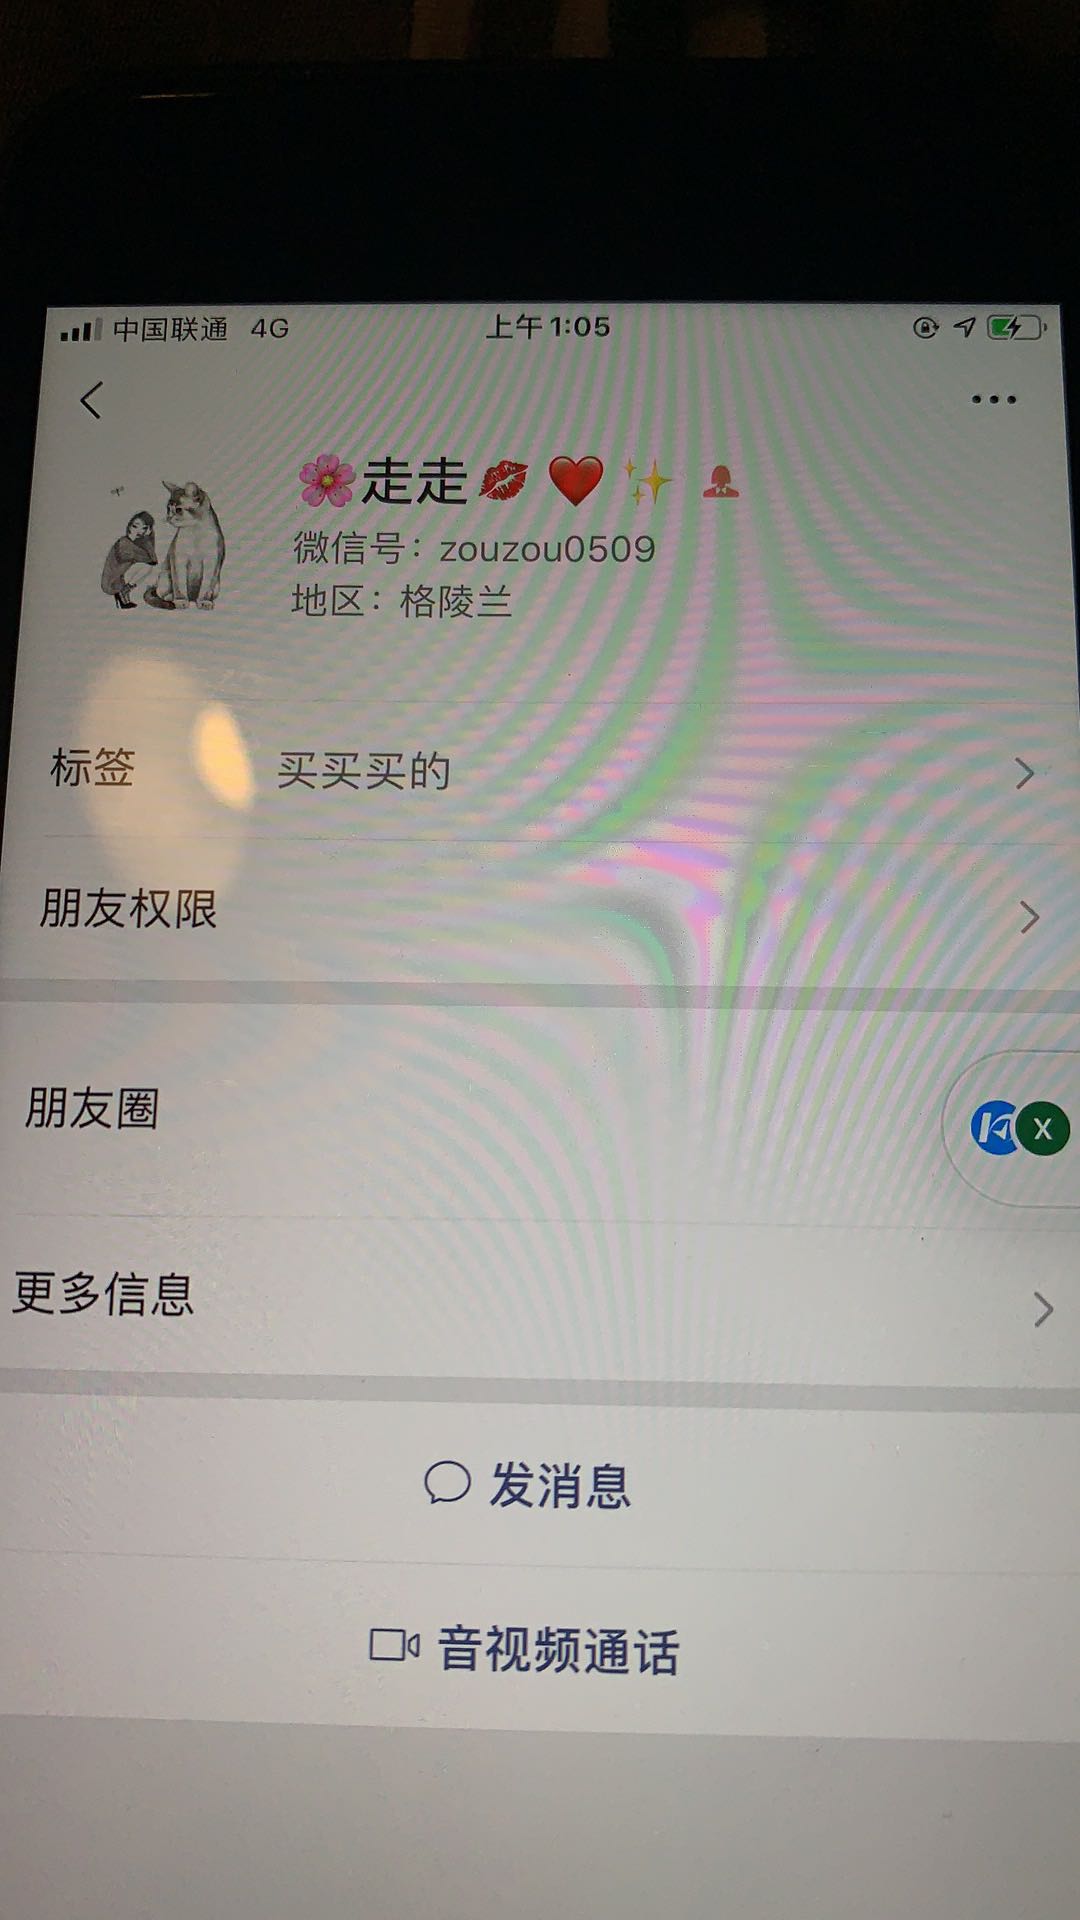 中国联通 4G 上午1:05
🌸走走💋❤️✨
微信号：zouzou0509
地区：格陵兰
标签 买买买的
朋友权限
朋友圈
X
更多信息
发消息
音视频通话